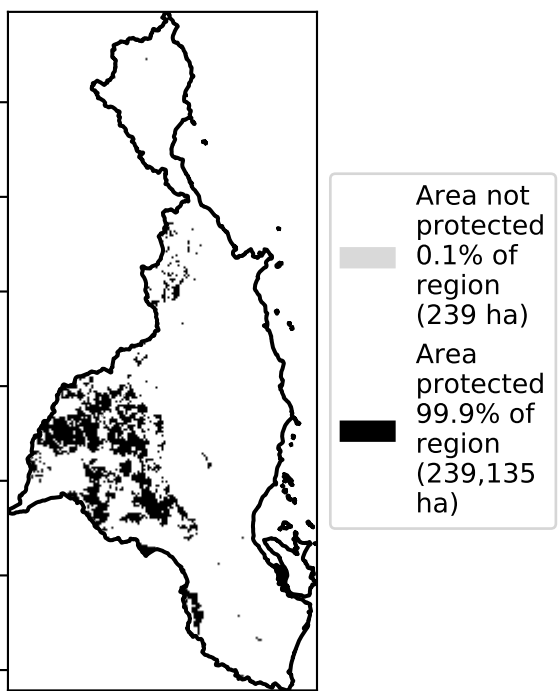 Area not
protected
0.1% of
region
(239 ha)
Area
protected
99.9% of
region
(239,135
ha)